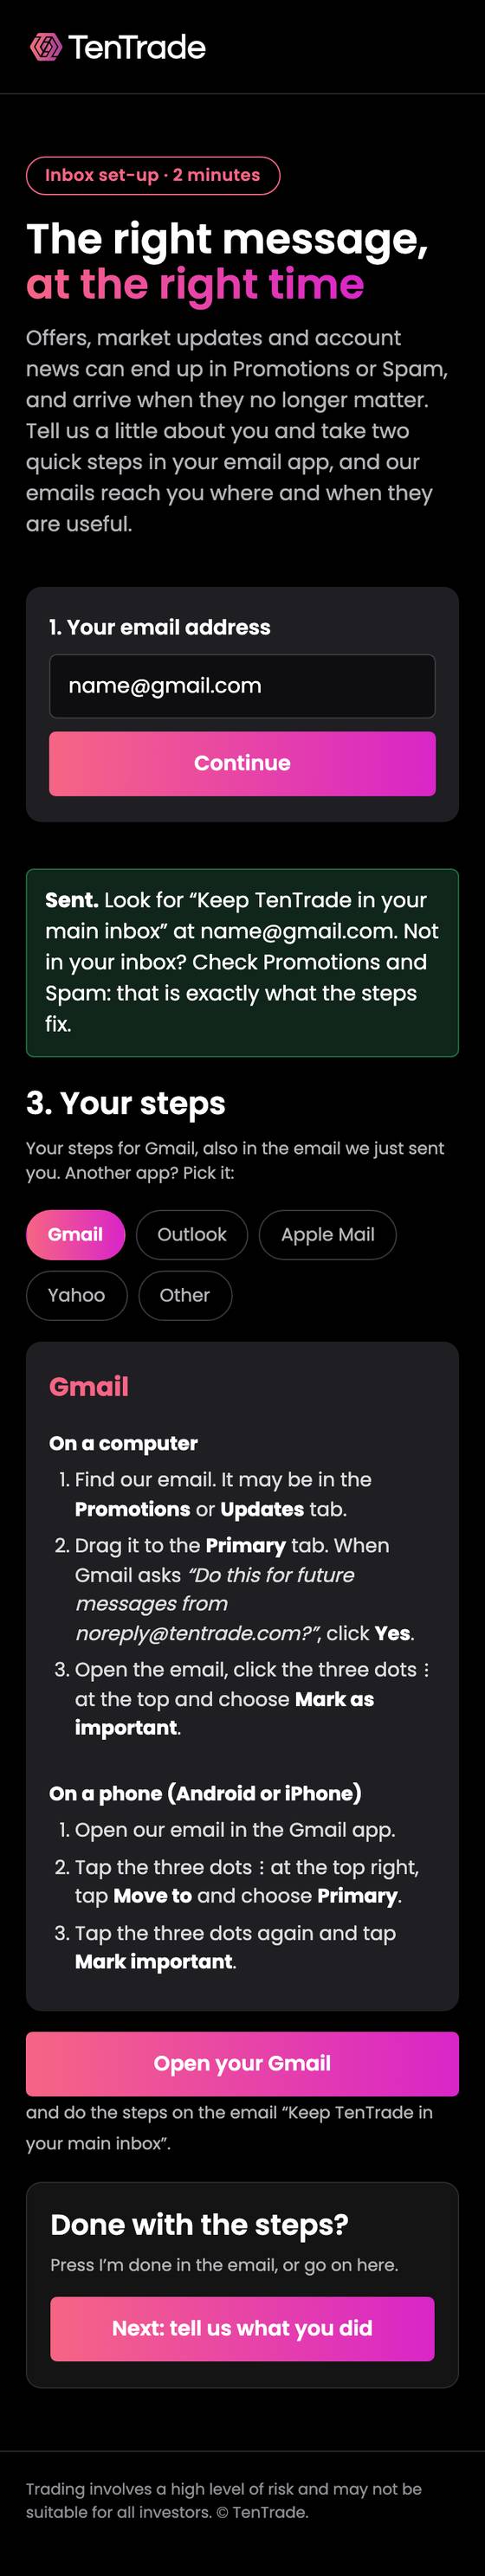 TenTrade
Inbox set-up · 2 minutes
The right message,
at the right time
Offers, market updates and account
news can end up in Promotions or Spam,
and arrive when they no longer matter.
Tell us a little about you and take two
quick steps in your email app, and our
emails reach you where and when they
are useful.
1. Your email address
name@gmail.com
Continue
Sent. Look for “Keep TenTrade in your
main inbox” at name@gmail.com. Not
in your inbox? Check Promotions and
Spam: that is exactly what the steps
fix.
3. Your steps
Your steps for Gmail, also in the email we just sent
you. Another app? Pick it:
Gmail Outlook Apple Mail
Yahoo Other
Gmail
On a computer
1. Find our email. It may be in the
Promotions or Updates tab.
2. Drag it to the Primary tab. When
Gmail asks “Do this for future
messages from
noreply@tentrade.com?”, click Yes.
3. Open the email, click the three dots ⋮
at the top and choose Mark as
important.
On a phone (Android or iPhone)
1. Open our email in the Gmail app.
2. Tap the three dots ⋮ at the top right,
tap Move to and choose Primary.
3. Tap the three dots again and tap
Mark important.
Open your Gmail
and do the steps on the email “Keep TenTrade in
your main inbox”.
Done with the steps?
Press I’m done in the email, or go on here.
Next: tell us what you did
Trading involves a high level of risk and may not be
suitable for all investors. © TenTrade.